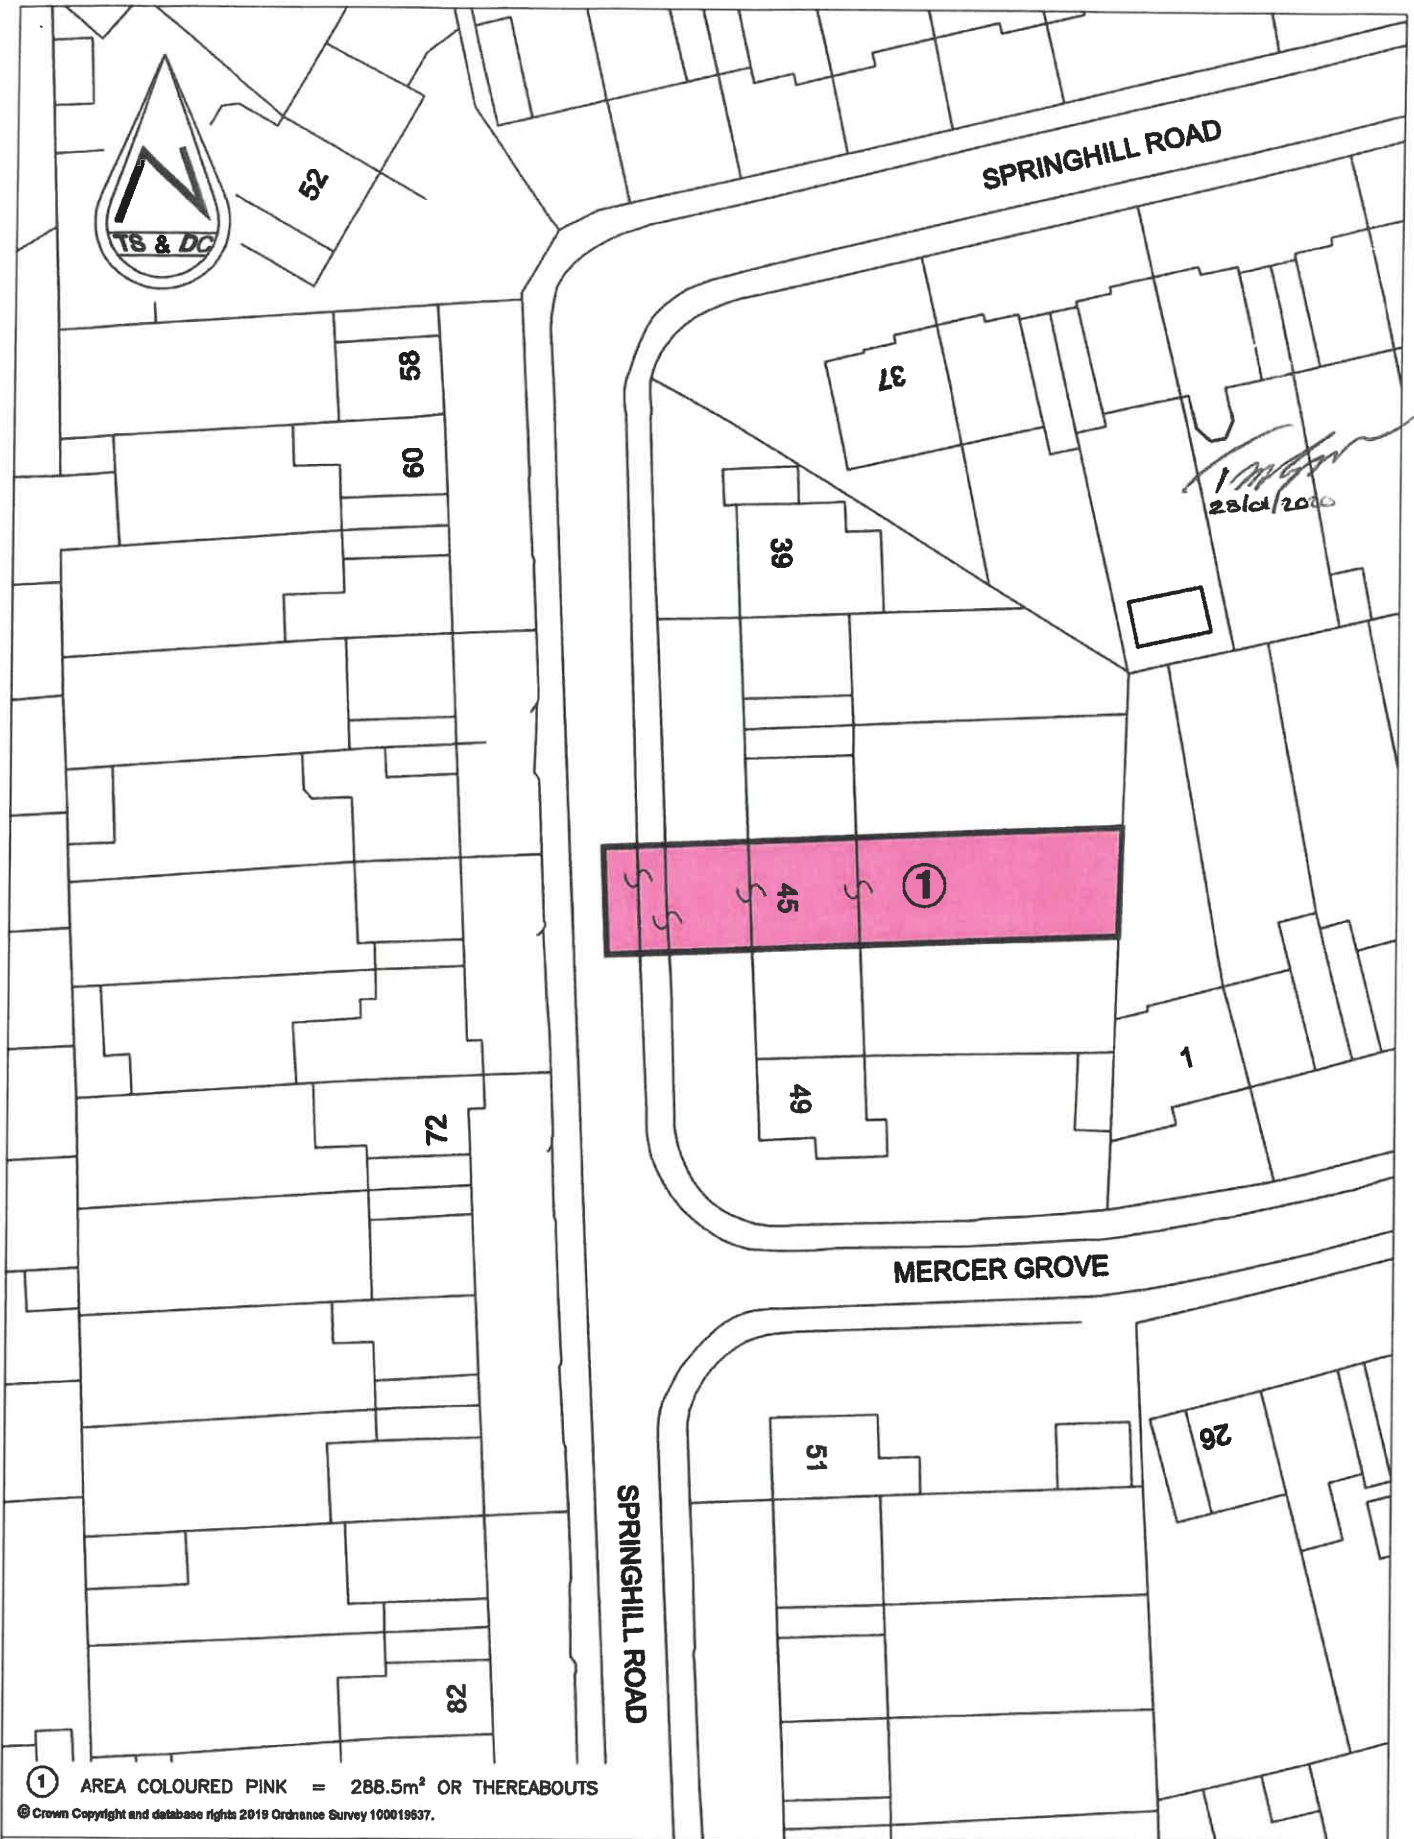 SPRINGHILL ROAD
N
TS & DC
52
58
37
60
39
23/01/2020
45
1
1
49
72
MERCER GROVE
26
51
SPRINGHILL ROAD
82
1 AREA COLOURED PINK = 288.5m² OR THEREABOUTS
© Crown Copyright and database rights 2019 Ordnance Survey 100019637.